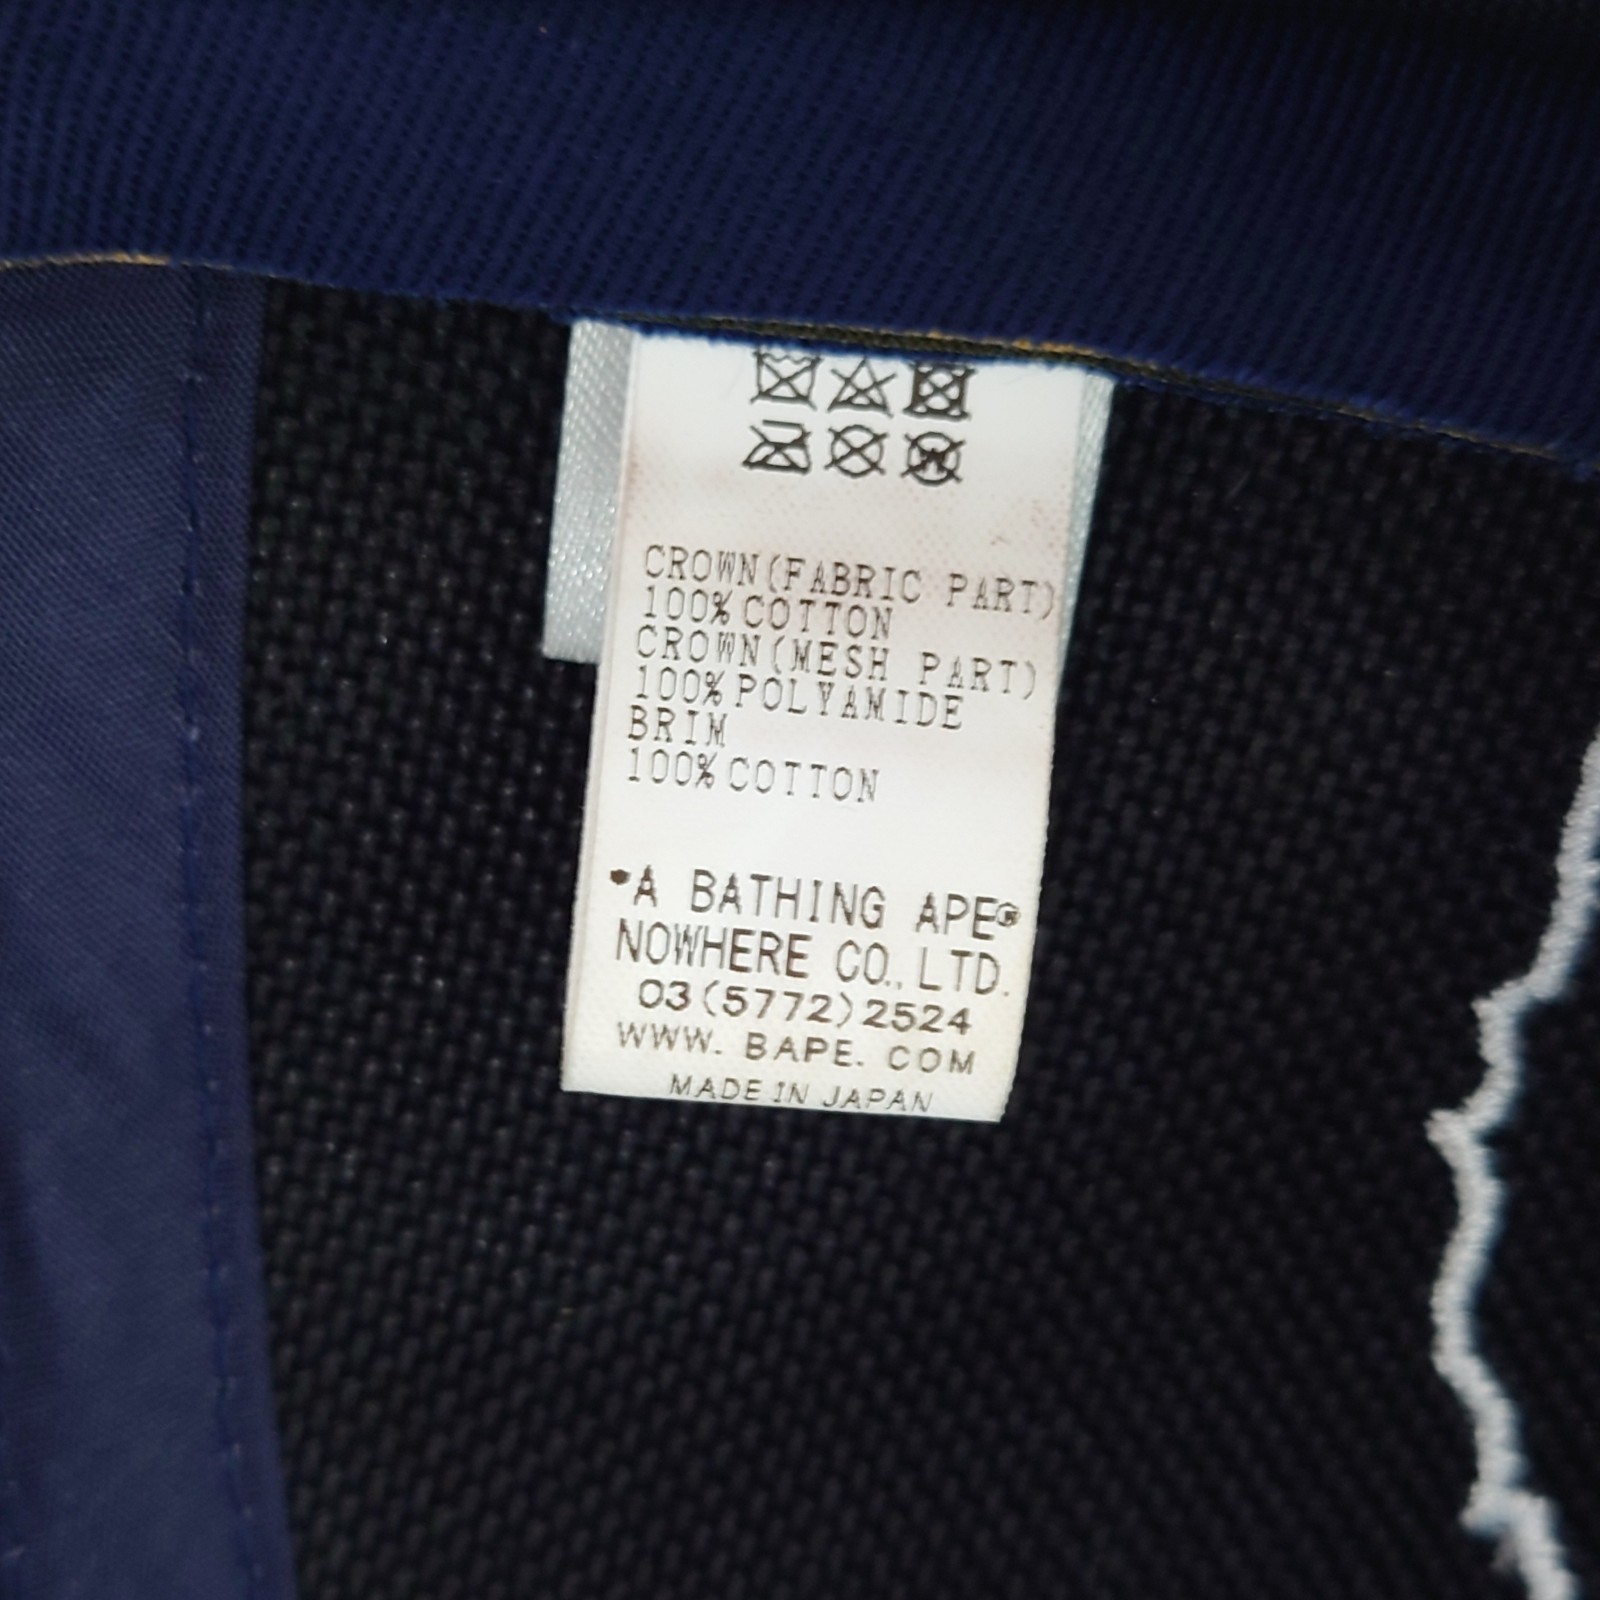 CROWN(FABRIC PART)
100%COTTON
CROWN(MESH PART)
100%POLYAMIDE
BRIM
100%COTTON
•A BATHING APE®
NOWHERE CO.,LTD.
03(5772)2524
WWW. BAPE. COM
MADE IN JAPAN